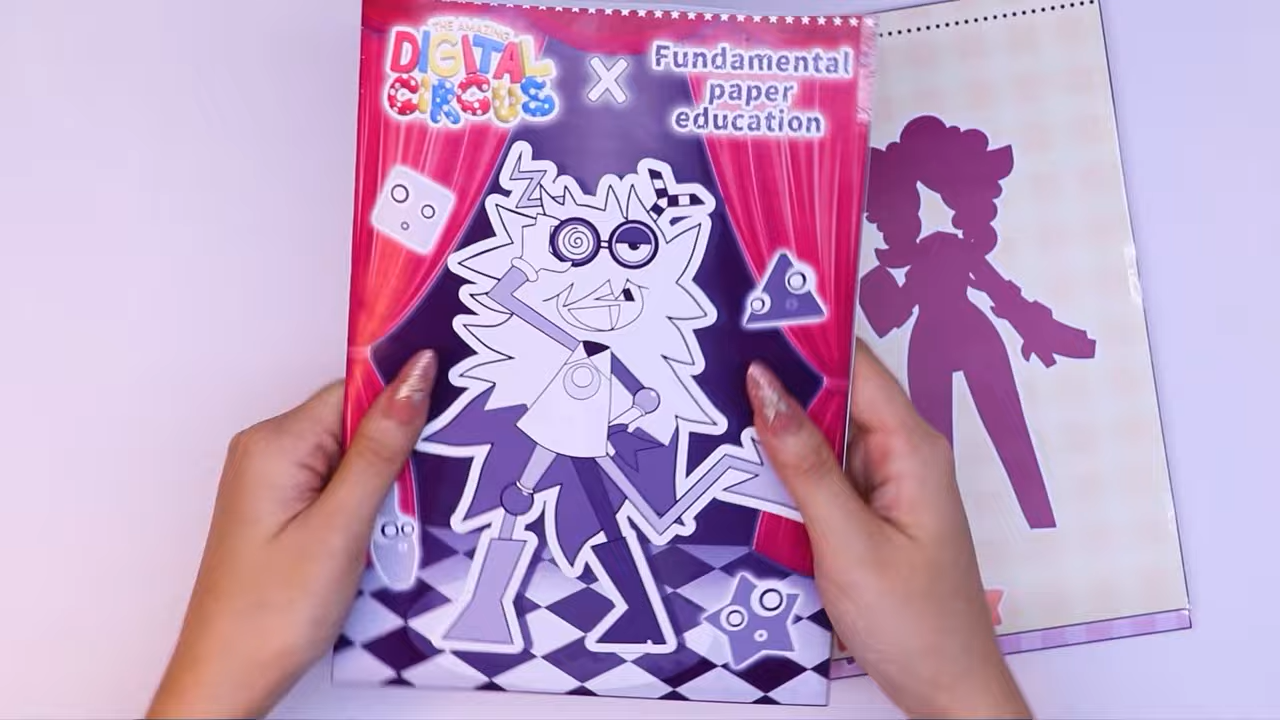 THE AMAZING
DIGITAL
CIRCUS
X
Fundamental
paper
education